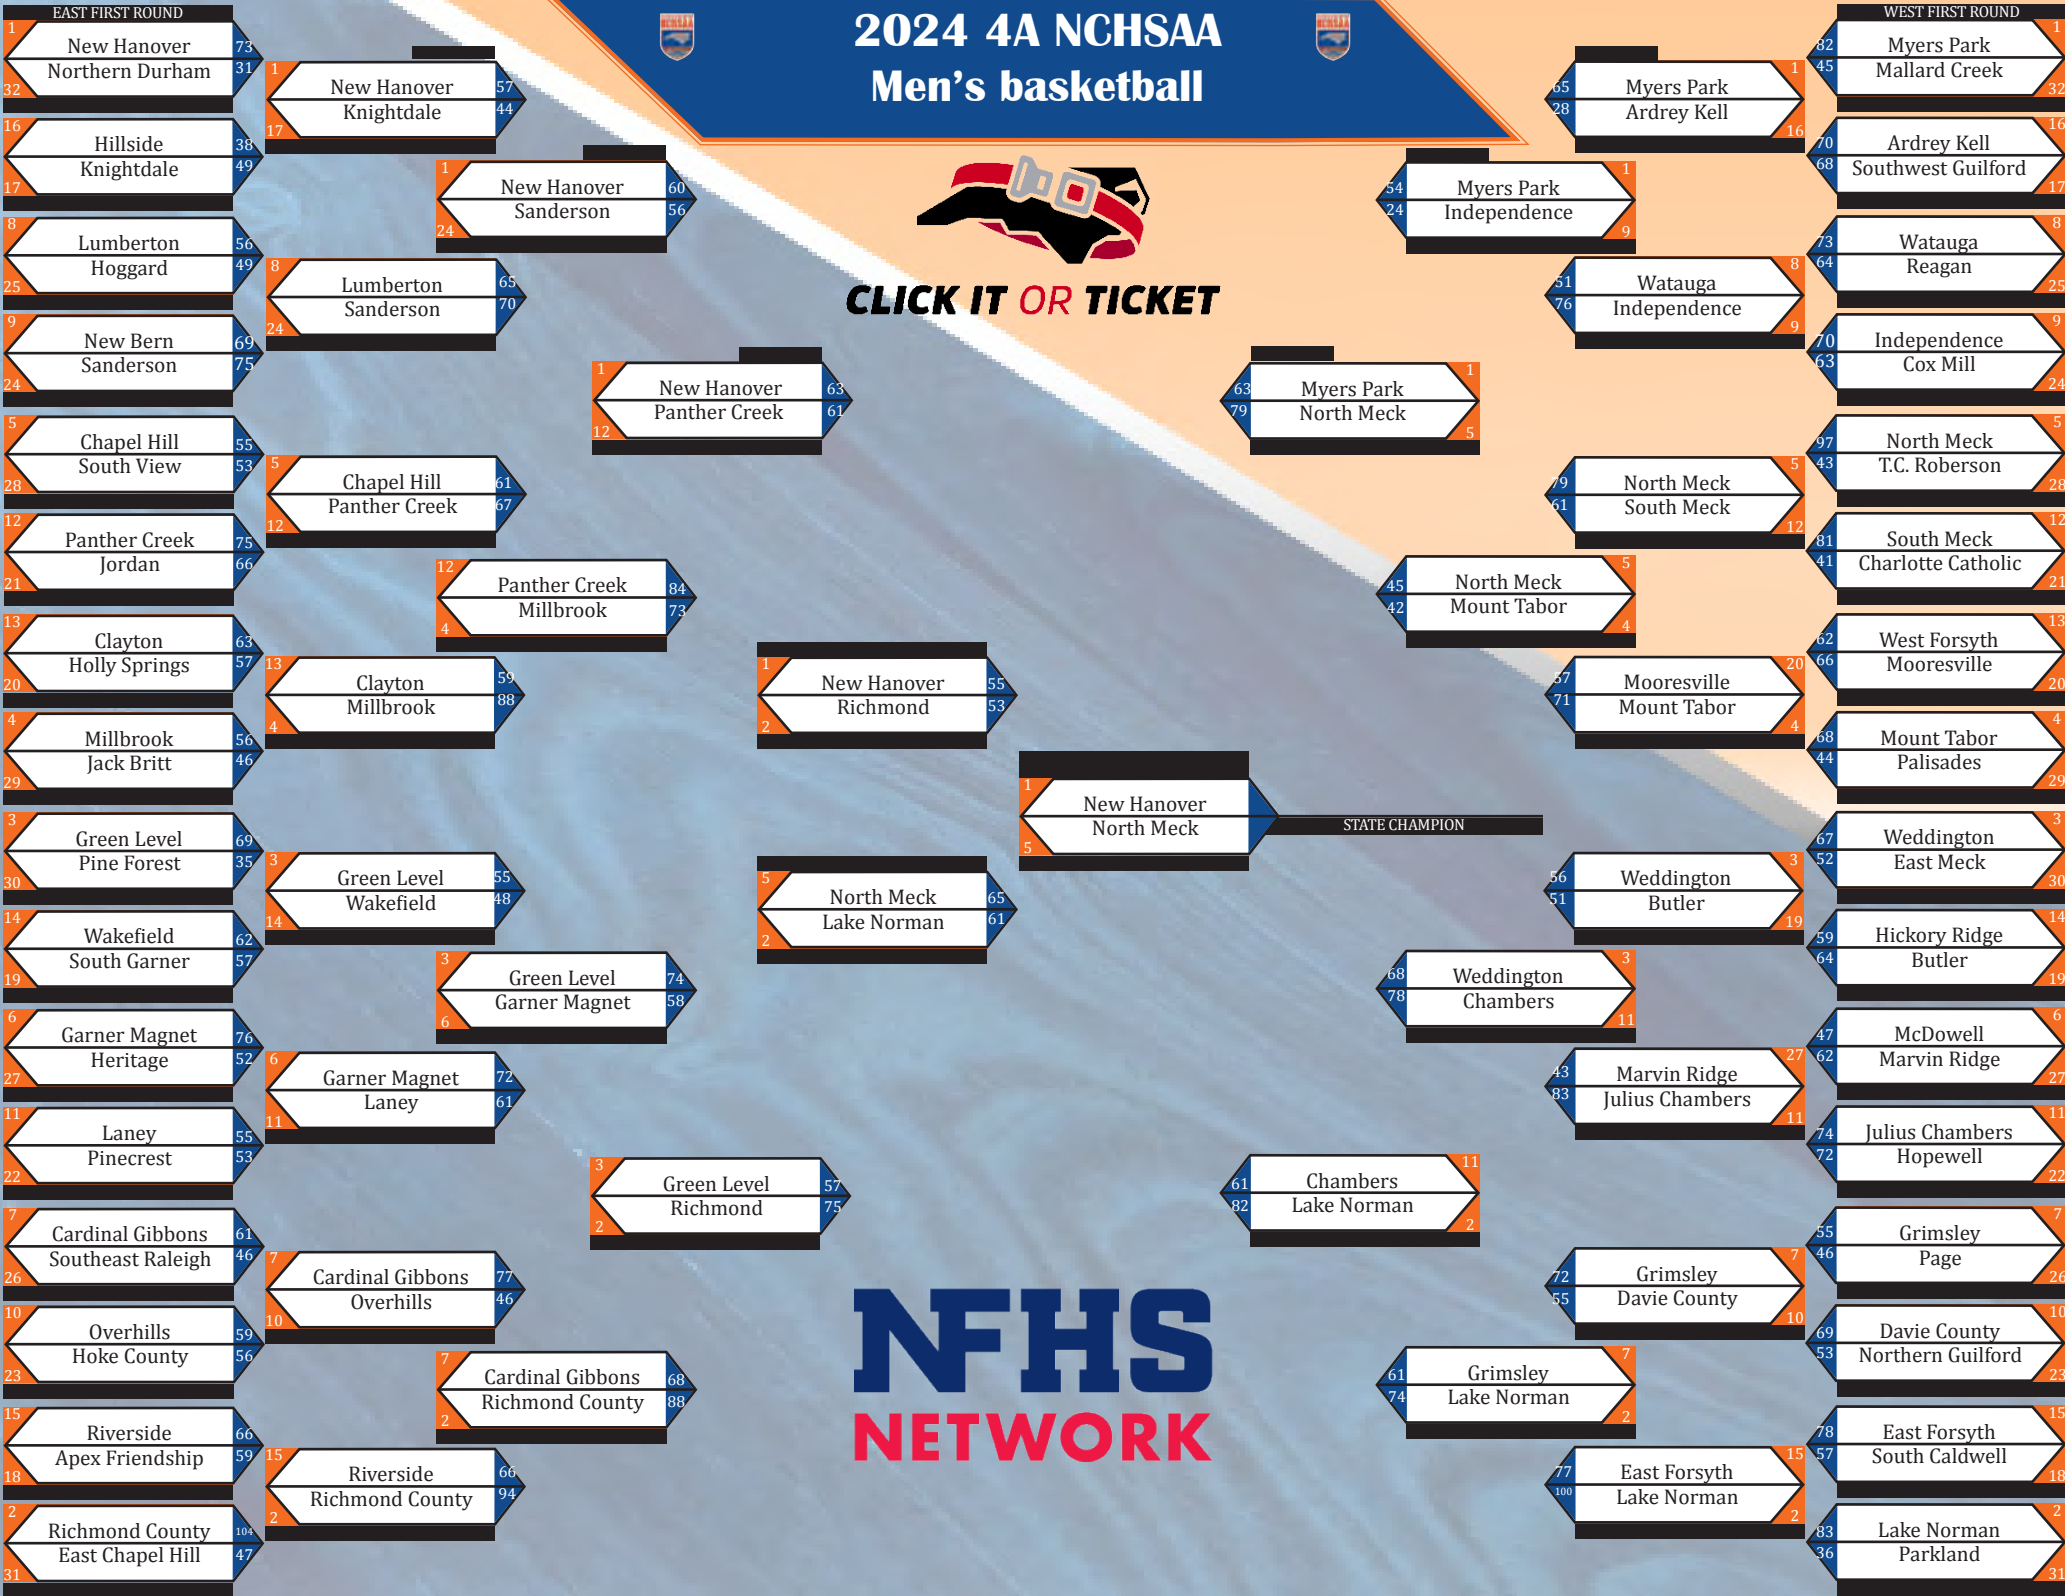 2024 4A NCHSAA
Men's basketball
EAST FIRST ROUND
1
New Hanover 73
Northern Durham 31
32
16
Hillside 38
Knightdale 49
17
8
Lumberton 56
Hoggard 49
25
9
New Bern 69
Sanderson 75
24
5
Chapel Hill 55
South View 53
28
12
Panther Creek 75
Jordan 66
21
13
Clayton 63
Holly Springs 57
20
4
Millbrook 56
Jack Britt 46
29
3
Green Level 69
Pine Forest 35
30
14
Wakefield 62
South Garner 57
19
6
Garner Magnet 76
Heritage 52
27
11
Laney 55
Pinecrest 53
22
7
Cardinal Gibbons 61
Southeast Raleigh 46
26
10
Overhills 59
Hoke County 56
23
15
Riverside 66
Apex Friendship 59
18
2
Richmond County 104
East Chapel Hill 47
31
1
New Hanover 57
Knightdale 44
17
8
Lumberton 65
Sanderson 70
24
5
Chapel Hill 61
Panther Creek 67
12
13
Clayton 59
Millbrook 88
4
3
Green Level 55
Wakefield 48
14
6
Garner Magnet 72
Laney 61
11
7
Cardinal Gibbons 77
Overhills 46
10
15
Riverside 66
Richmond County 94
2
1
New Hanover 60
Sanderson 56
24
12
Panther Creek 84
Millbrook 73
4
3
Green Level 74
Garner Magnet 58
6
7
Cardinal Gibbons 68
Richmond County 88
2
1
New Hanover 63
Panther Creek 61
12
3
Green Level 57
Richmond 75
2
1
New Hanover 55
Richmond 53
2
CLICK IT OR TICKET
1
New Hanover
North Meck
5
STATE CHAMPION
5
North Meck 65
Lake Norman 61
2
NFHS
NETWORK
1
63 Myers Park
79 North Meck
5
11
61 Chambers
82 Lake Norman
2
1
54 Myers Park
24 Independence
9
5
45 North Meck
42 Mount Tabor
4
3
68 Weddington
78 Chambers
11
7
61 Grimsley
74 Lake Norman
2
1
65 Myers Park
28 Ardrey Kell
16
8
51 Watauga
76 Independence
9
5
79 North Meck
61 South Meck
12
20
57 Mooresville
71 Mount Tabor
4
3
56 Weddington
51 Butler
19
27
43 Marvin Ridge
83 Julius Chambers
11
7
72 Grimsley
55 Davie County
10
15
77 East Forsyth
100 Lake Norman
2
WEST FIRST ROUND
1
82 Myers Park
45 Mallard Creek
32
16
70 Ardrey Kell
68 Southwest Guilford
17
8
73 Watauga
64 Reagan
25
9
70 Independence
63 Cox Mill
24
5
97 North Meck
43 T.C. Roberson
28
12
81 South Meck
41 Charlotte Catholic
21
13
62 West Forsyth
66 Mooresville
20
4
68 Mount Tabor
44 Palisades
29
3
67 Weddington
52 East Meck
30
14
59 Hickory Ridge
64 Butler
19
6
47 McDowell
62 Marvin Ridge
27
11
74 Julius Chambers
72 Hopewell
22
7
55 Grimsley
46 Page
26
10
69 Davie County
53 Northern Guilford
23
15
78 East Forsyth
57 South Caldwell
18
2
83 Lake Norman
36 Parkland
31